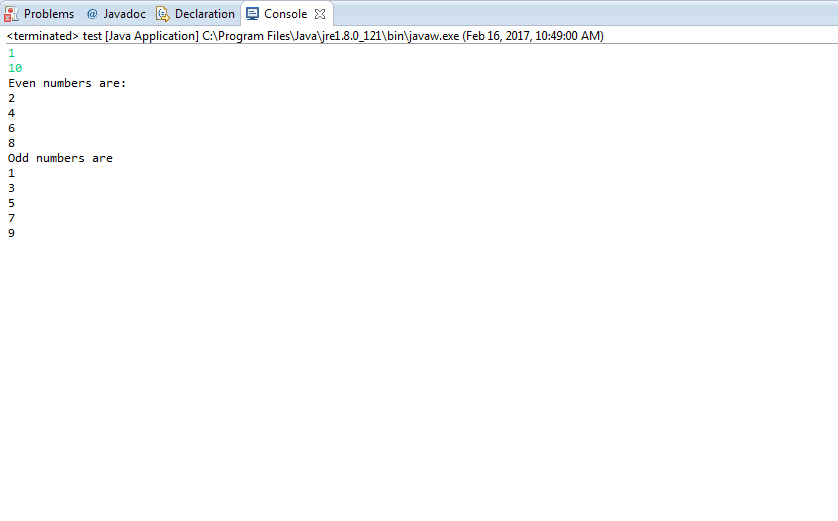 Problems @ Javadoc Declaration Console
<terminated> test [Java Application] C:\Program Files\Java\jre1.8.0_121\bin\javaw.exe (Feb 16, 2017, 10:49:00 AM)
1
10
Even numbers are:
2
4
6
8
Odd numbers are
1
3
5
7
9